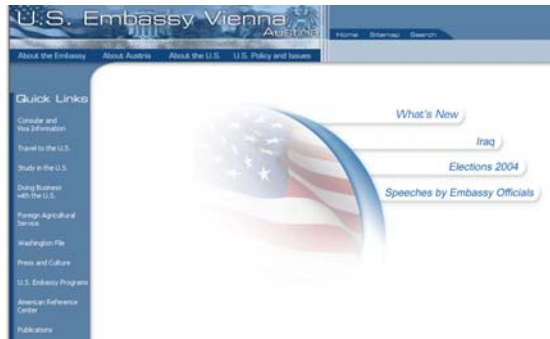 U.S. Embassy Vienna
Austria
Home Sitemap Search
About the Embassy About Austria About the U.S. U.S. Policy and Issues
Quick Links
Consular and
Visa Information
Travel to the U.S.
Study in the U.S.
Doing Business
with the U.S.
Foreign Agricultural
Service
Washington File
Press and Culture
U.S. Embassy Programs
American Reference
Center
Publications
What's New
Iraq
Elections 2004
Speeches by Embassy Officials